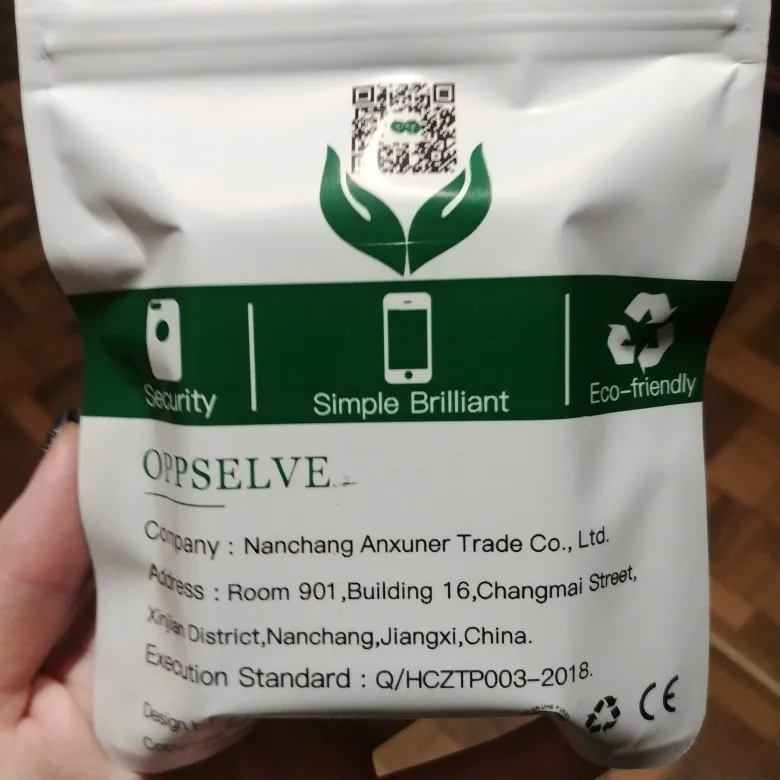 Security
Simple Brilliant
Eco-friendly
OPPSELVE
Company : Nanchang Anxuner Trade Co., Ltd.
Address : Room 901,Building 16,Changmai Street,
Xinjian District,Nanchang,Jiangxi,China.
Execution Standard : Q/HCZTP003-2018.
Design
CE